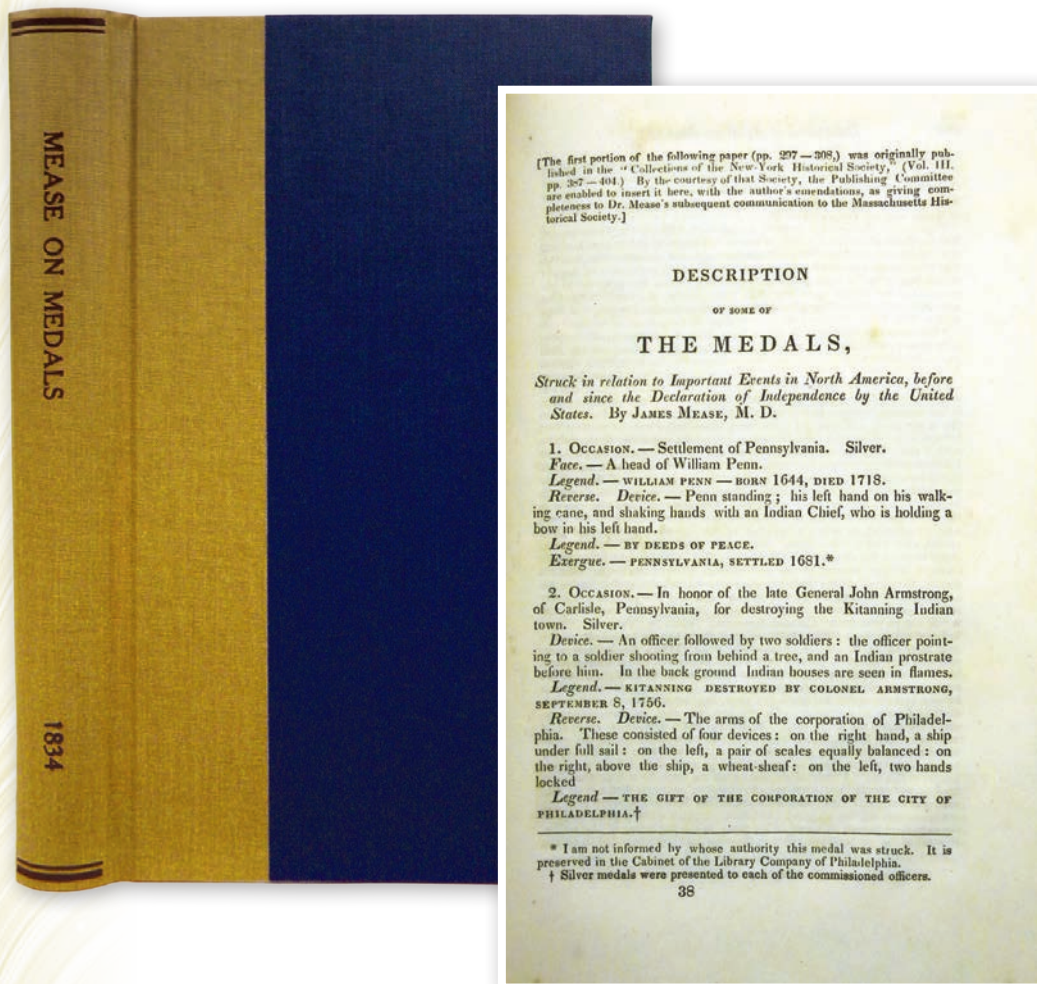 MEASE ON MEDALS
1834
[The first portion of the following paper (pp. 297—308,) was originally pub-
lished in the "Collections of the New-York Historical Society," (Vol. III.
pp. 387—404.) By the courtesy of that Society, the Publishing Committee
are enabled to insert it here, with the author's emendations, as giving com-
pleteness to Dr. Mease's subsequent communication to the Massachusetts His-
torical Society.]
DESCRIPTION
OF SOME OF
THE MEDALS,
Struck in relation to Important Events in North America, before
and since the Declaration of Independence by the United
States. By JAMES MEASE, M. D.
1. OCCASION.—Settlement of Pennsylvania. Silver.
Face.—A head of William Penn.
Legend.—WILLIAM PENN—BORN 1644, DIED 1718.
Reverse. Device.—Penn standing; his left hand on his walk-
ing cane, and shaking hands with an Indian Chief, who is holding a
bow in his left hand.
Legend.—BY DEEDS OF PEACE.
Exergue.—PENNSYLVANIA, SETTLED 1681.*
2. OCCASION.—In honor of the late General John Armstrong,
of Carlisle, Pennsylvania, for destroying the Kitanning Indian
town. Silver.
Device.—An officer followed by two soldiers: the officer point-
ing to a soldier shooting from behind a tree, and an Indian prostrate
before him. In the back ground Indian houses are seen in flames.
Legend.—KITANNING DESTROYED BY COLONEL ARMSTRONG,
SEPTEMBER 8, 1756.
Reverse. Device.—The arms of the corporation of Philadel-
phia. These consisted of four devices: on the right hand, a ship
under full sail: on the left, a pair of scales equally balanced: on
the right, above the ship, a wheat-sheaf: on the left, two hands
locked
Legend—THE GIFT OF THE CORPORATION OF THE CITY OF
PHILADELPHIA.†
* I am not informed by whose authority this medal was struck. It is
preserved in the Cabinet of the Library Company of Philadelphia.
† Silver medals were presented to each of the commissioned officers.
38